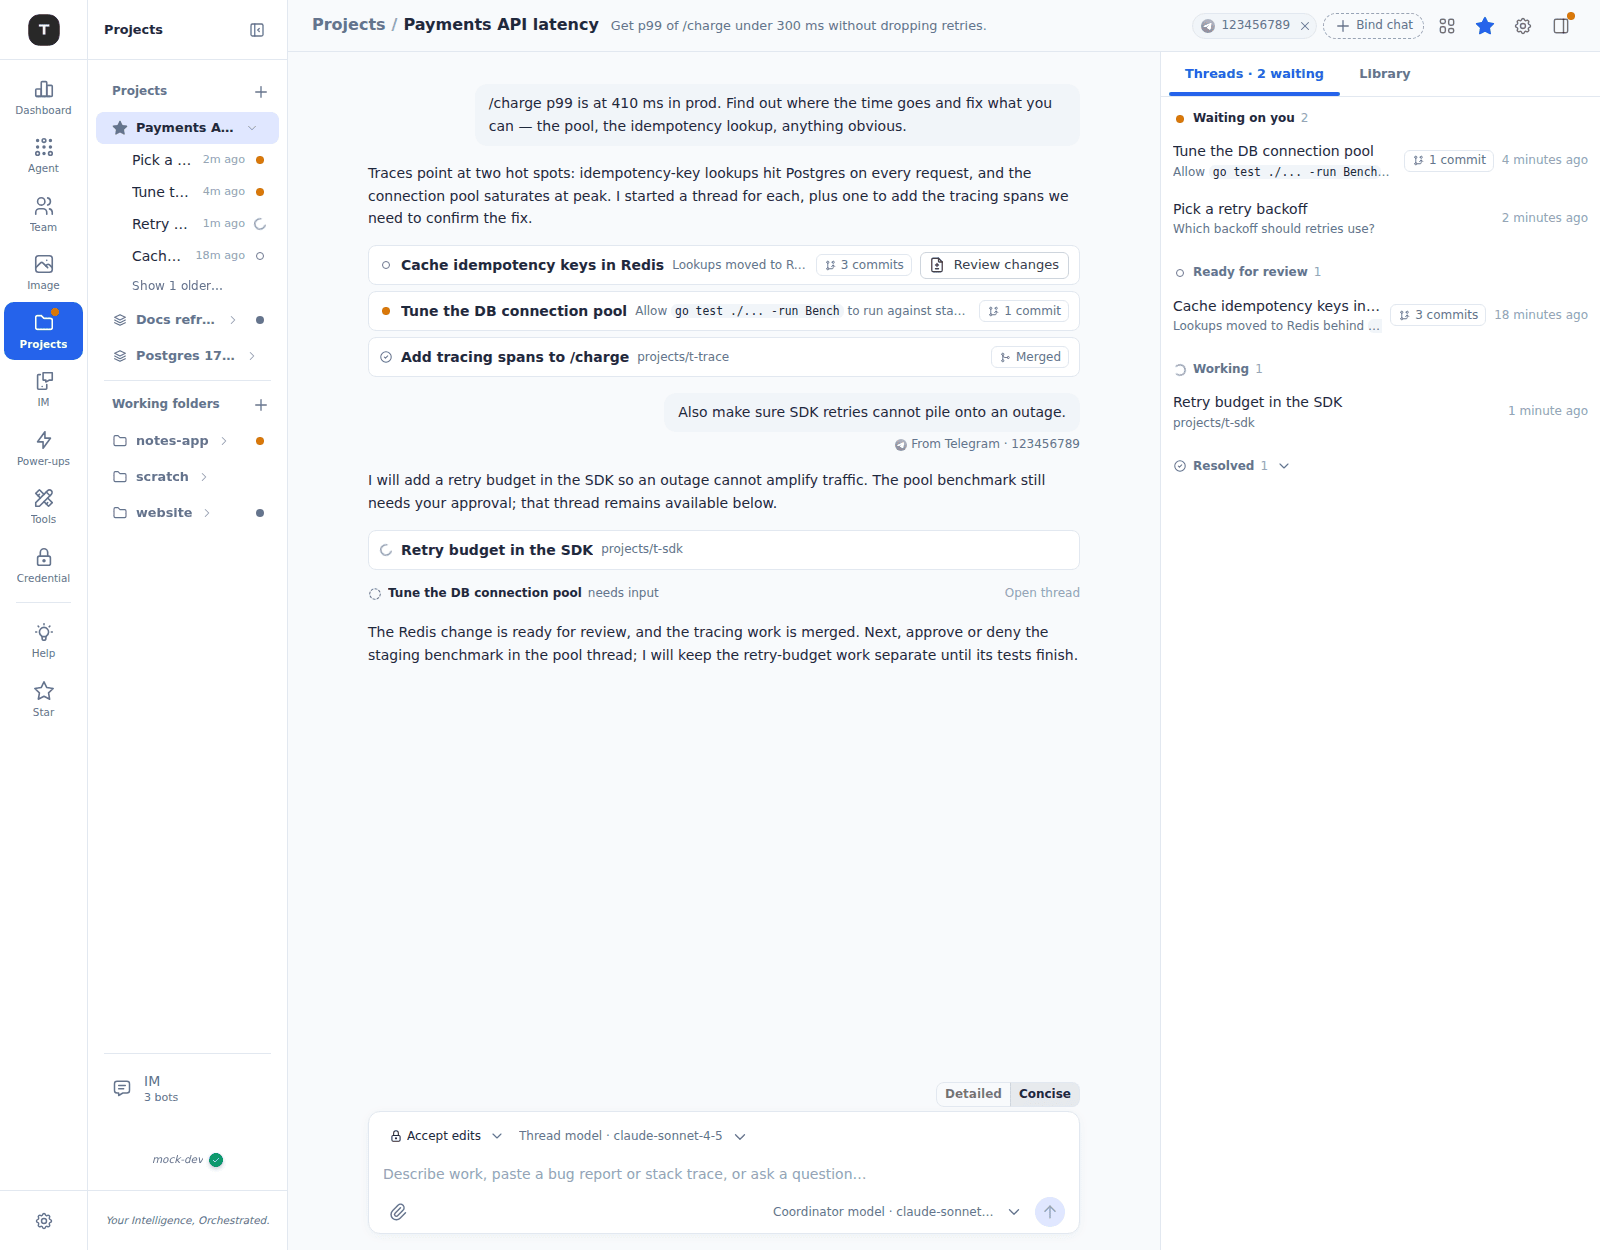 T
Projects
Dashboard
Agent
Team
Image
Projects
IM
Power-ups
Tools
Credential
Help
Star
Projects
Payments A...
Pick a ... 2m ago
Tune t... 4m ago
Retry ... 1m ago
Cach... 18m ago
Show 1 older...
Docs refr...
Postgres 17...
Working folders
notes-app
scratch
website
IM
3 bots
mock-dev
Your Intelligence, Orchestrated.
Projects / Payments API latency Get p99 of /charge under 300 ms without dropping retries.
123456789
Bind chat
/charge p99 is at 410 ms in prod. Find out where the time goes and fix what you
can — the pool, the idempotency lookup, anything obvious.
Traces point at two hot spots: idempotency-key lookups hit Postgres on every request, and the
connection pool saturates at peak. I started a thread for each, plus one to add the tracing spans we
need to confirm the fix.
Cache idempotency keys in Redis Lookups moved to R... 3 commits Review changes
Tune the DB connection pool Allow go test ./... -run Bench to run against sta... 1 commit
Add tracing spans to /charge projects/t-trace Merged
Also make sure SDK retries cannot pile onto an outage.
From Telegram · 123456789
I will add a retry budget in the SDK so an outage cannot amplify traffic. The pool benchmark still
needs your approval; that thread remains available below.
Retry budget in the SDK projects/t-sdk
Tune the DB connection pool needs input Open thread
The Redis change is ready for review, and the tracing work is merged. Next, approve or deny the
staging benchmark in the pool thread; I will keep the retry-budget work separate until its tests finish.
Detailed Concise
Accept edits Thread model · claude-sonnet-4-5
Describe work, paste a bug report or stack trace, or ask a question...
Coordinator model · claude-sonnet...
Threads · 2 waiting Library
Waiting on you 2
Tune the DB connection pool
Allow go test ./... -run Bench...
1 commit 4 minutes ago
Pick a retry backoff
Which backoff should retries use?
2 minutes ago
Ready for review 1
Cache idempotency keys in...
Lookups moved to Redis behind ...
3 commits 18 minutes ago
Working 1
Retry budget in the SDK
projects/t-sdk
1 minute ago
Resolved 1